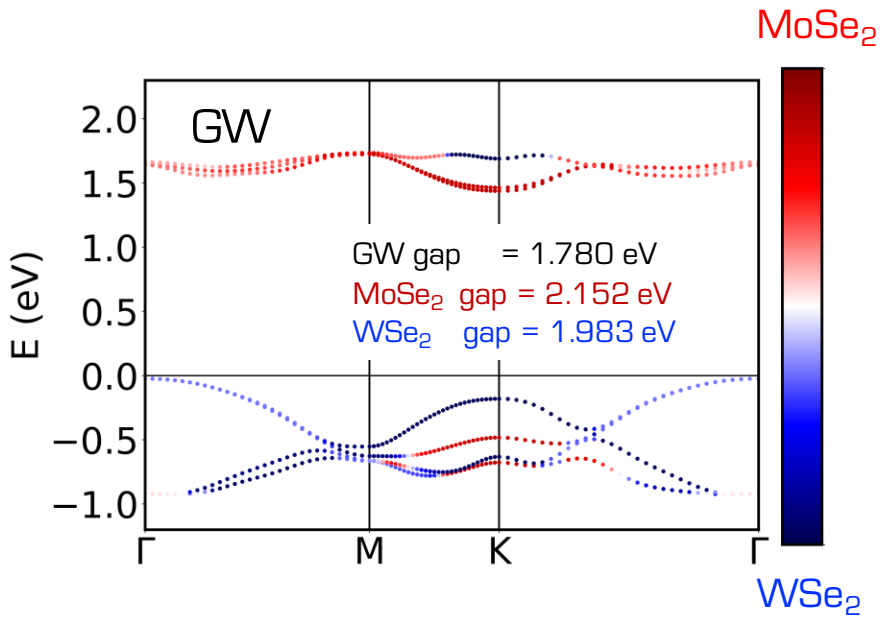 MoSe₂
GW
2.0
1.5
1.0
0.5
0.0
−0.5
−1.0
E (eV)
GW gap = 1.780 eV
MoSe₂ gap = 2.152 eV
WSe₂ gap = 1.983 eV
Γ M K Γ
WSe₂